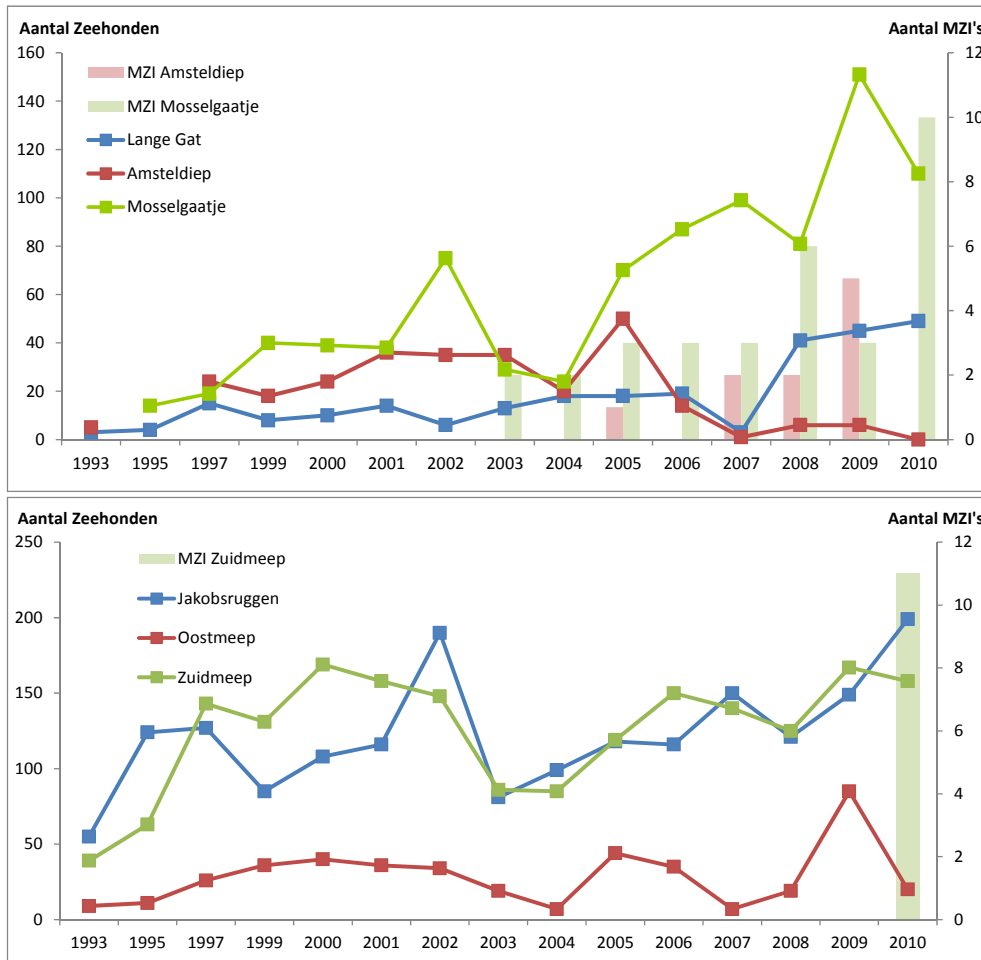 Aantal Zeehonden Aantal MZI's
160 12
140
120 10
100 8
80 6
60 4
40
20 2
0 0
MZI Amsteldiep
MZI Mosselgaatje
Lange Gat
Amsteldiep
Mosselgaatje
1993 1995 1997 1999 2000 2001 2002 2003 2004 2005 2006 2007 2008 2009 2010
Aantal Zeehonden Aantal MZI's
250 12
200 10
150 8
100 6
50 4
0 2
0
MZI Zuidmeep
Jakobsruggen
Oostmeep
Zuidmeep
1993 1995 1997 1999 2000 2001 2002 2003 2004 2005 2006 2007 2008 2009 2010